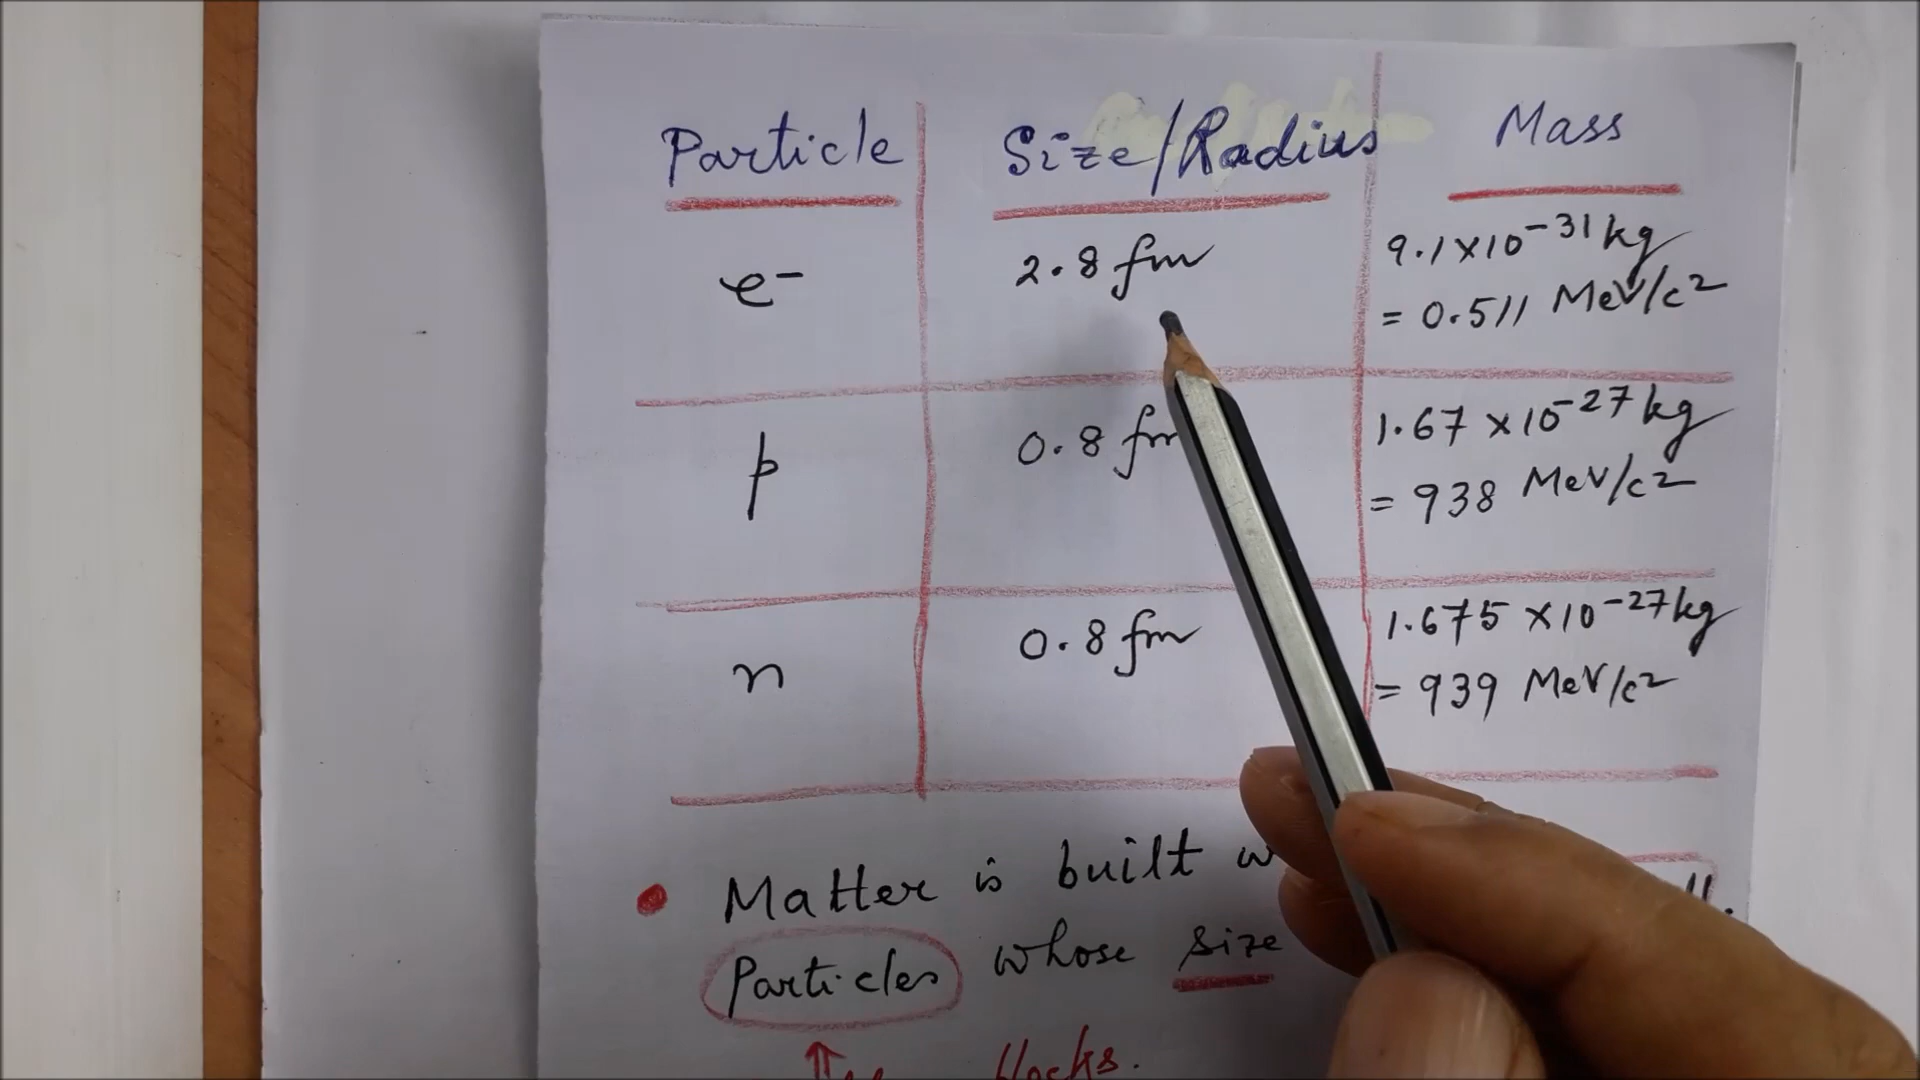 Particle Size/Radius Mass
e⁻ 2.8 fm 9.1 × 10⁻³¹ kg
= 0.511 MeV/c²
p 0.8 fm 1.67 × 10⁻²⁷ kg
= 938 MeV/c²
n 0.8 fm 1.675 × 10⁻²⁷ kg
= 939 MeV/c²
• Matter is built
Particles whose size
blocks.